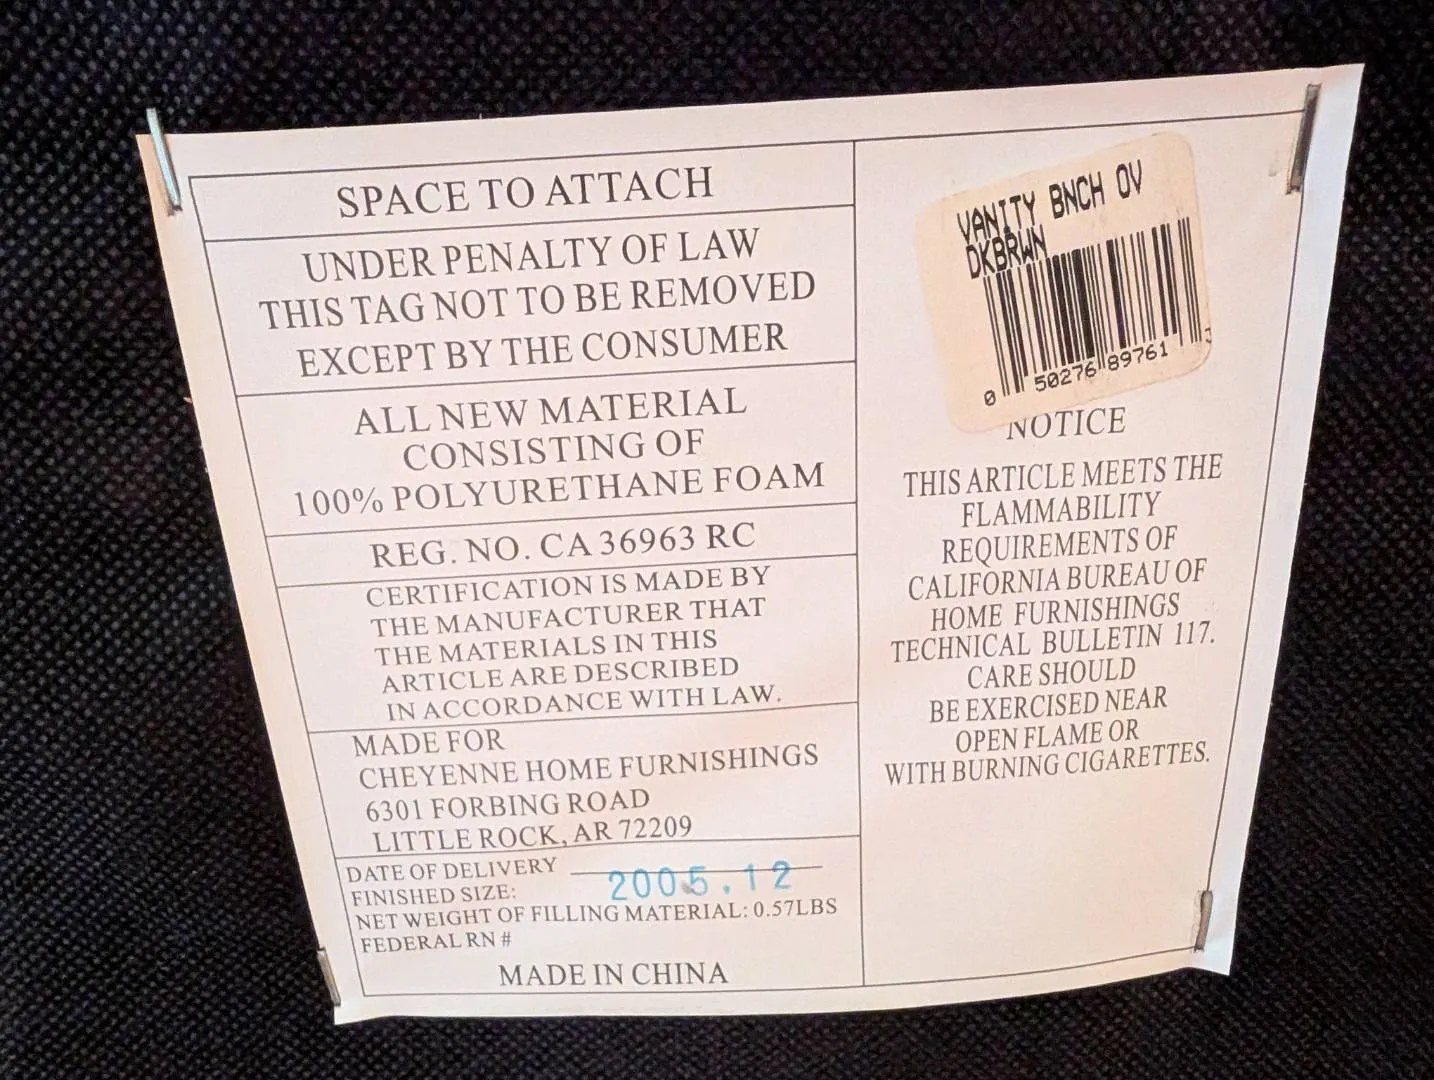 SPACE TO ATTACH
UNDER PENALTY OF LAW
THIS TAG NOT TO BE REMOVED
EXCEPT BY THE CONSUMER
ALL NEW MATERIAL
CONSISTING OF
100% POLYURETHANE FOAM
REG. NO. CA 36963 RC
CERTIFICATION IS MADE BY
THE MANUFACTURER THAT
THE MATERIALS IN THIS
ARTICLE ARE DESCRIBED
IN ACCORDANCE WITH LAW.
MADE FOR
CHEYENNE HOME FURNISHINGS
6301 FORBING ROAD
LITTLE ROCK, AR 72209
DATE OF DELIVERY 2005.12
FINISHED SIZE:
NET WEIGHT OF FILLING MATERIAL: 0.57LBS
FEDERAL RN #
MADE IN CHINA
VANITY BNCH OV
DKBRWN
0 50276 89761 3
NOTICE
THIS ARTICLE MEETS THE
FLAMMABILITY
REQUIREMENTS OF
CALIFORNIA BUREAU OF
HOME FURNISHINGS
TECHNICAL BULLETIN 117.
CARE SHOULD
BE EXERCISED NEAR
OPEN FLAME OR
WITH BURNING CIGARETTES.